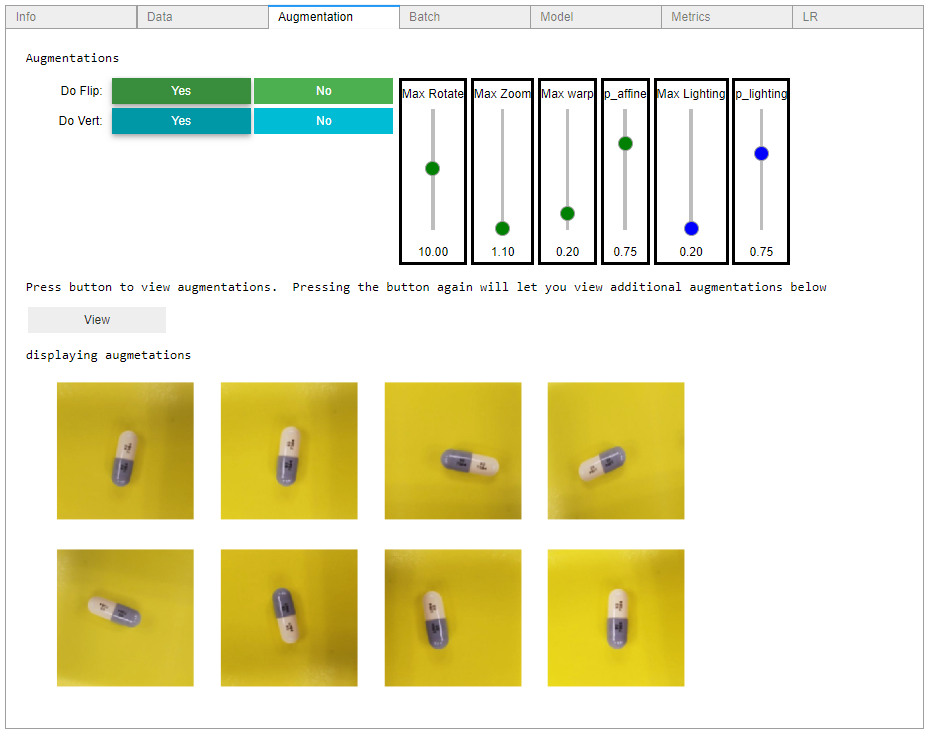 Info Data Augmentation Batch Model Metrics LR
Augmentations
Do Flip: Yes No
Do Vert: Yes No
Max Rotate Max Zoom Max warp p_affine Max Lighting p_lighting
10.00 1.10 0.20 0.75 0.20 0.75
Press button to view augmentations. Pressing the button again will let you view additional augmentations below
View
displaying augmetations